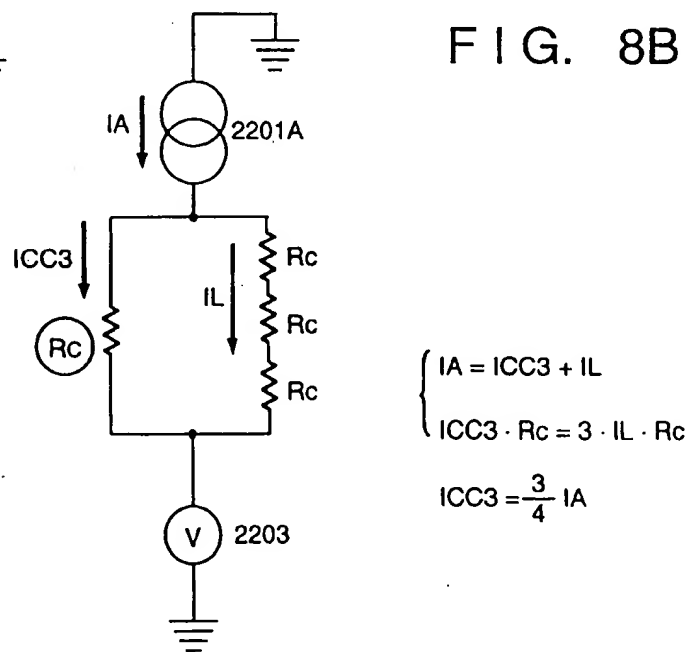 FIG. 8B
IA
2201A
ICC3
Rc
IL
Rc
Rc
Rc
IA = ICC3 + IL
ICC3 · Rc = 3 · IL · Rc
ICC3 = 3/4 IA
V
2203